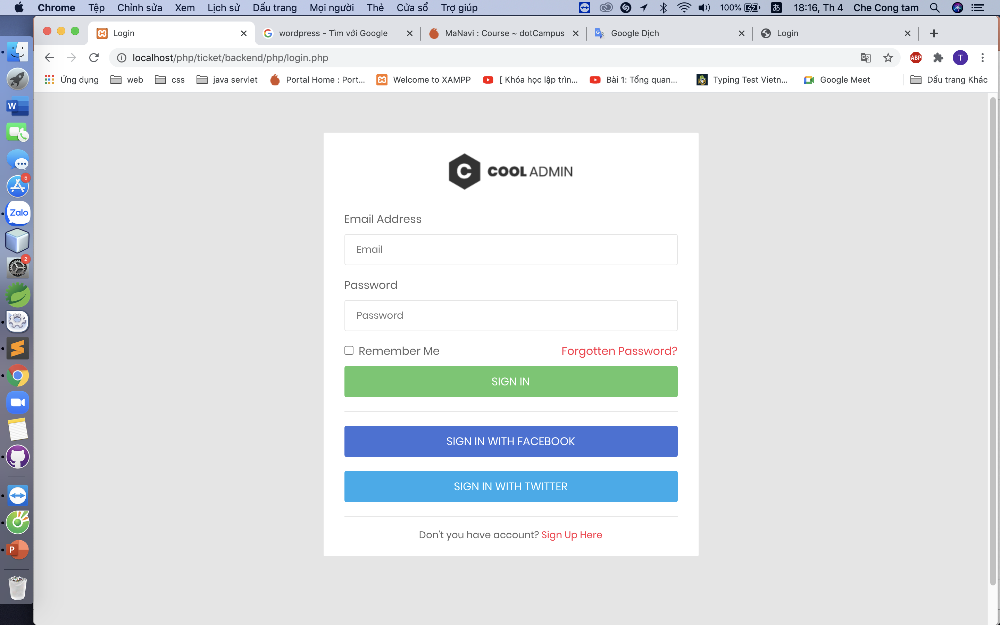 Chrome Tệp Chỉnh sửa Xem Lịch sử Dấu trang Mọi người Thẻ Cửa sổ Trợ giúp 100% あ 18:16, Th 4 Che Cong tam
Login wordpress - Tìm với Google MaNavi : Course ~ dotCampus Google Dịch Login
localhost/php/ticket/backend/php/login.php ABP T
Ứng dụng web css java servlet Portal Home : Port... Welcome to XAMPP [ Khóa học lập trìn... Bài 1: Tổng quan... Typing Test Vietn... Google Meet Dấu trang Khác
W
5
Zalo
2
P
C COOL ADMIN
Email Address
Email
Password
Password
Remember Me Forgotten Password?
SIGN IN
SIGN IN WITH FACEBOOK
SIGN IN WITH TWITTER
Don't you have account? Sign Up Here